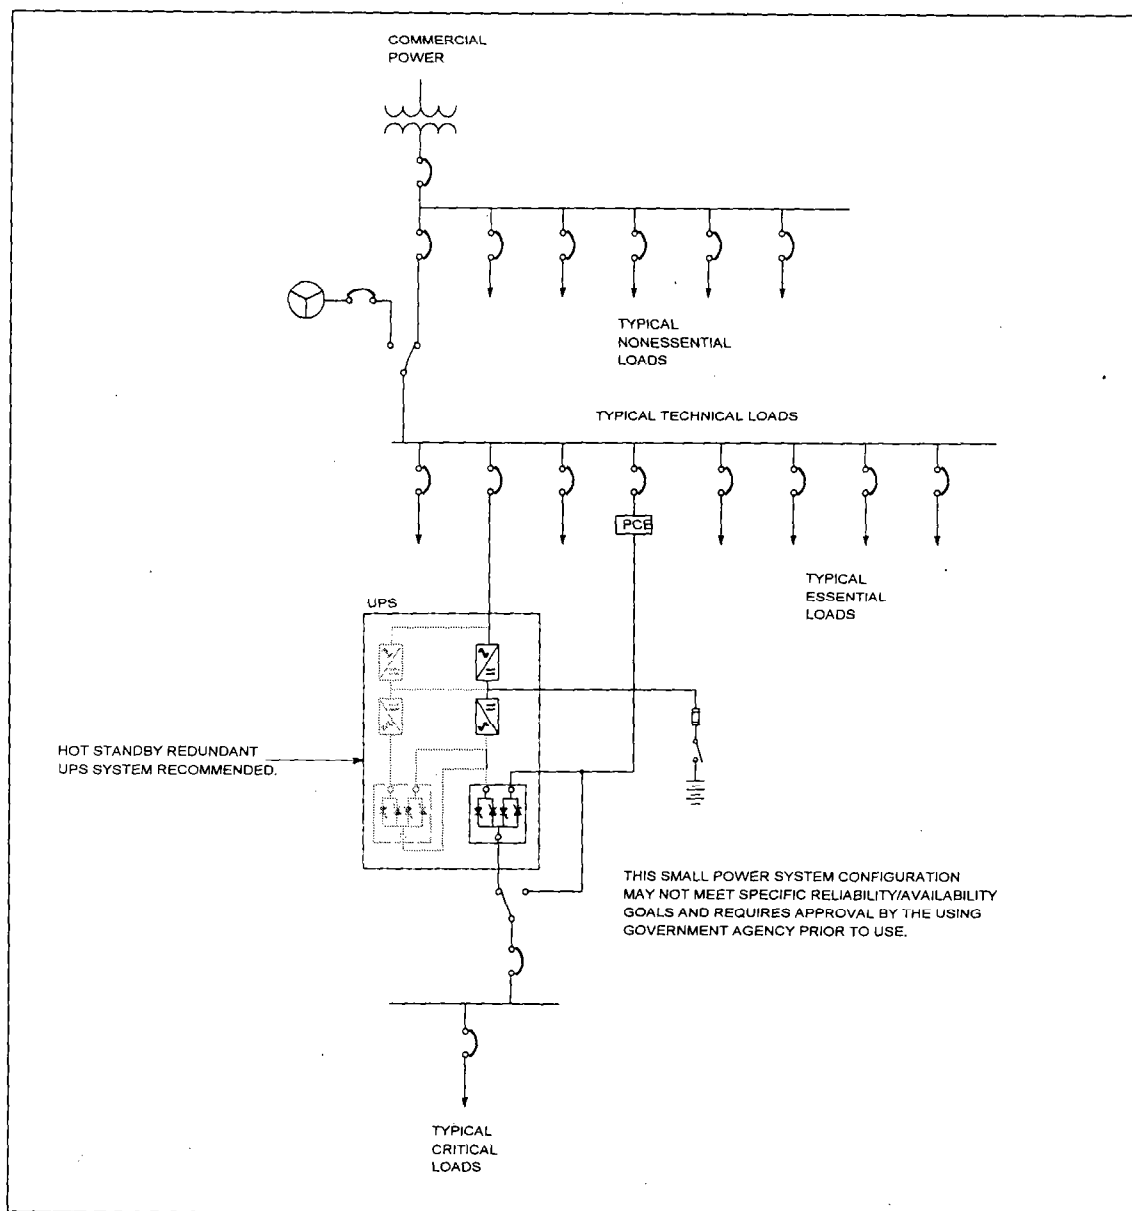 COMMERCIAL
POWER
TYPICAL
NONESSENTIAL
LOADS
TYPICAL TECHNICAL LOADS
PCE
TYPICAL
ESSENTIAL
LOADS
UPS
HOT STANDBY REDUNDANT
UPS SYSTEM RECOMMENDED.
THIS SMALL POWER SYSTEM CONFIGURATION
MAY NOT MEET SPECIFIC RELIABILITY/AVAILABILITY
GOALS AND REQUIRES APPROVAL BY THE USING
GOVERNMENT AGENCY PRIOR TO USE.
TYPICAL
CRITICAL
LOADS